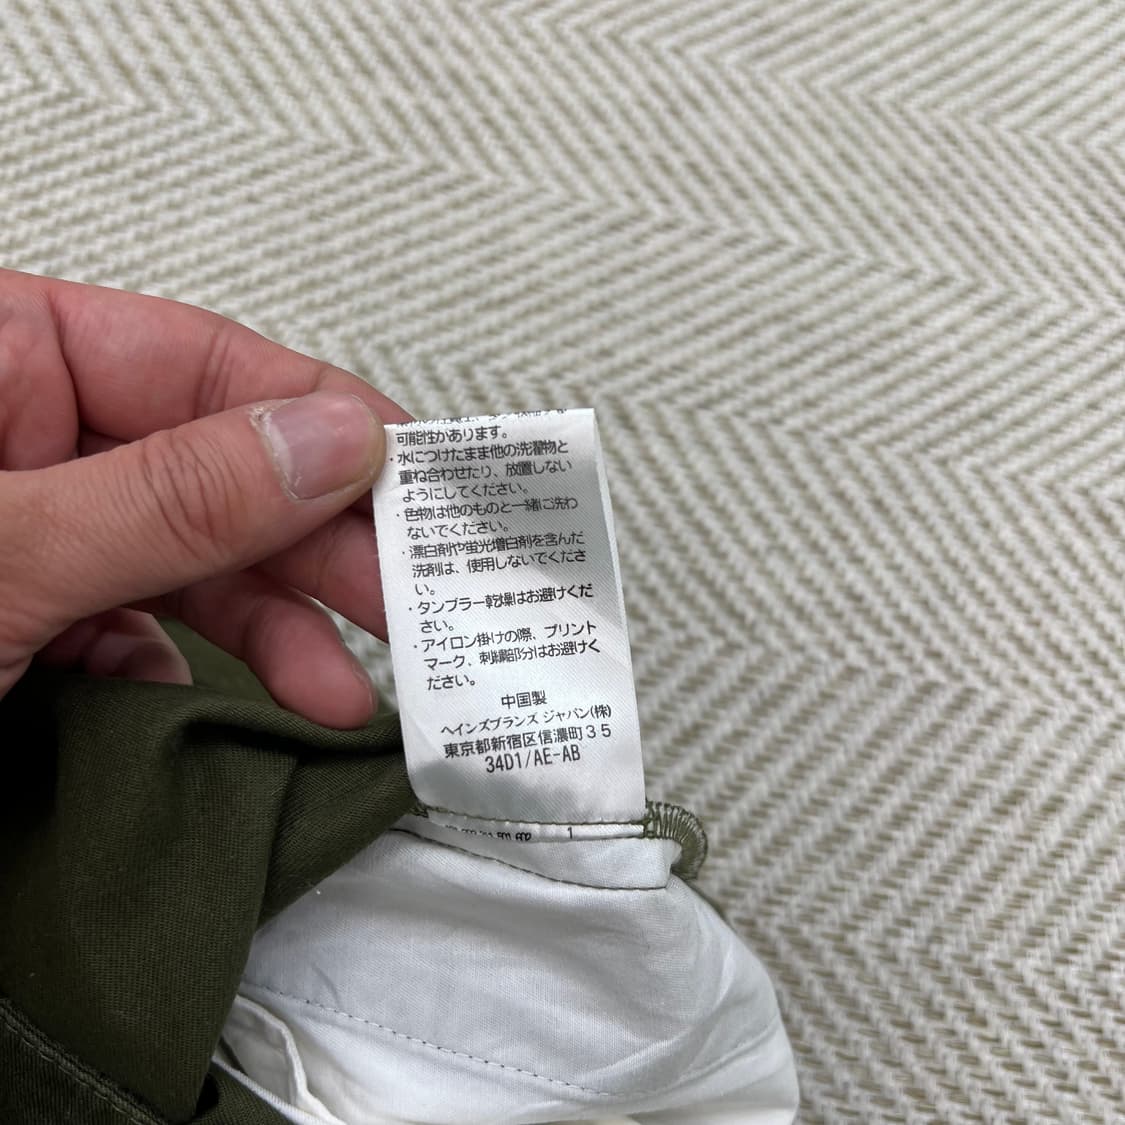 可能性があります。
・水につけたまま他の洗濯物と
重ね合わせたり、放置しない
ようにしてください。
・色物は他のものと一緒に洗わ
ないでください。
・漂白剤や蛍光増白剤を含んだ
洗剤は、使用しないでくださ
い。
・タンブラー乾燥はお避けくだ
さい。
・アイロン掛けの際、プリント
マーク、刺繍部分はお避けく
ださい。
中国製
ヘインズブランズ ジャパン(株)
東京都新宿区信濃町35
34D1/AE-AB
1